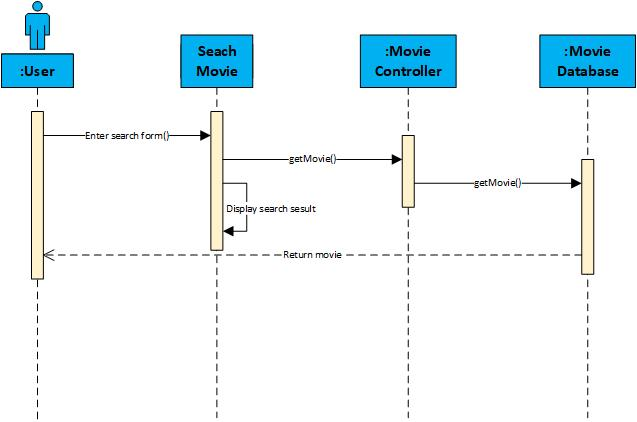 :User
Seach
Movie
:Movie
Controller
:Movie
Database
Enter search form()
getMovie()
getMovie()
Display search sesult
Return movie